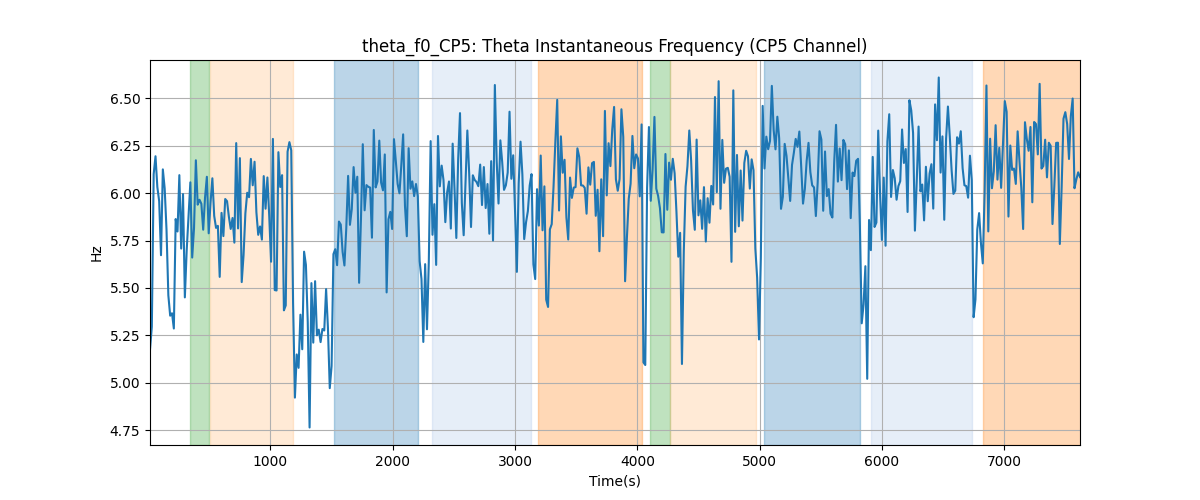 theta_f0_CP5: Theta Instantaneous Frequency (CP5 Channel)
6.50
6.25
6.00
5.75
5.50
5.25
5.00
4.75
Hz
1000 2000 3000 4000 5000 6000 7000
Time(s)